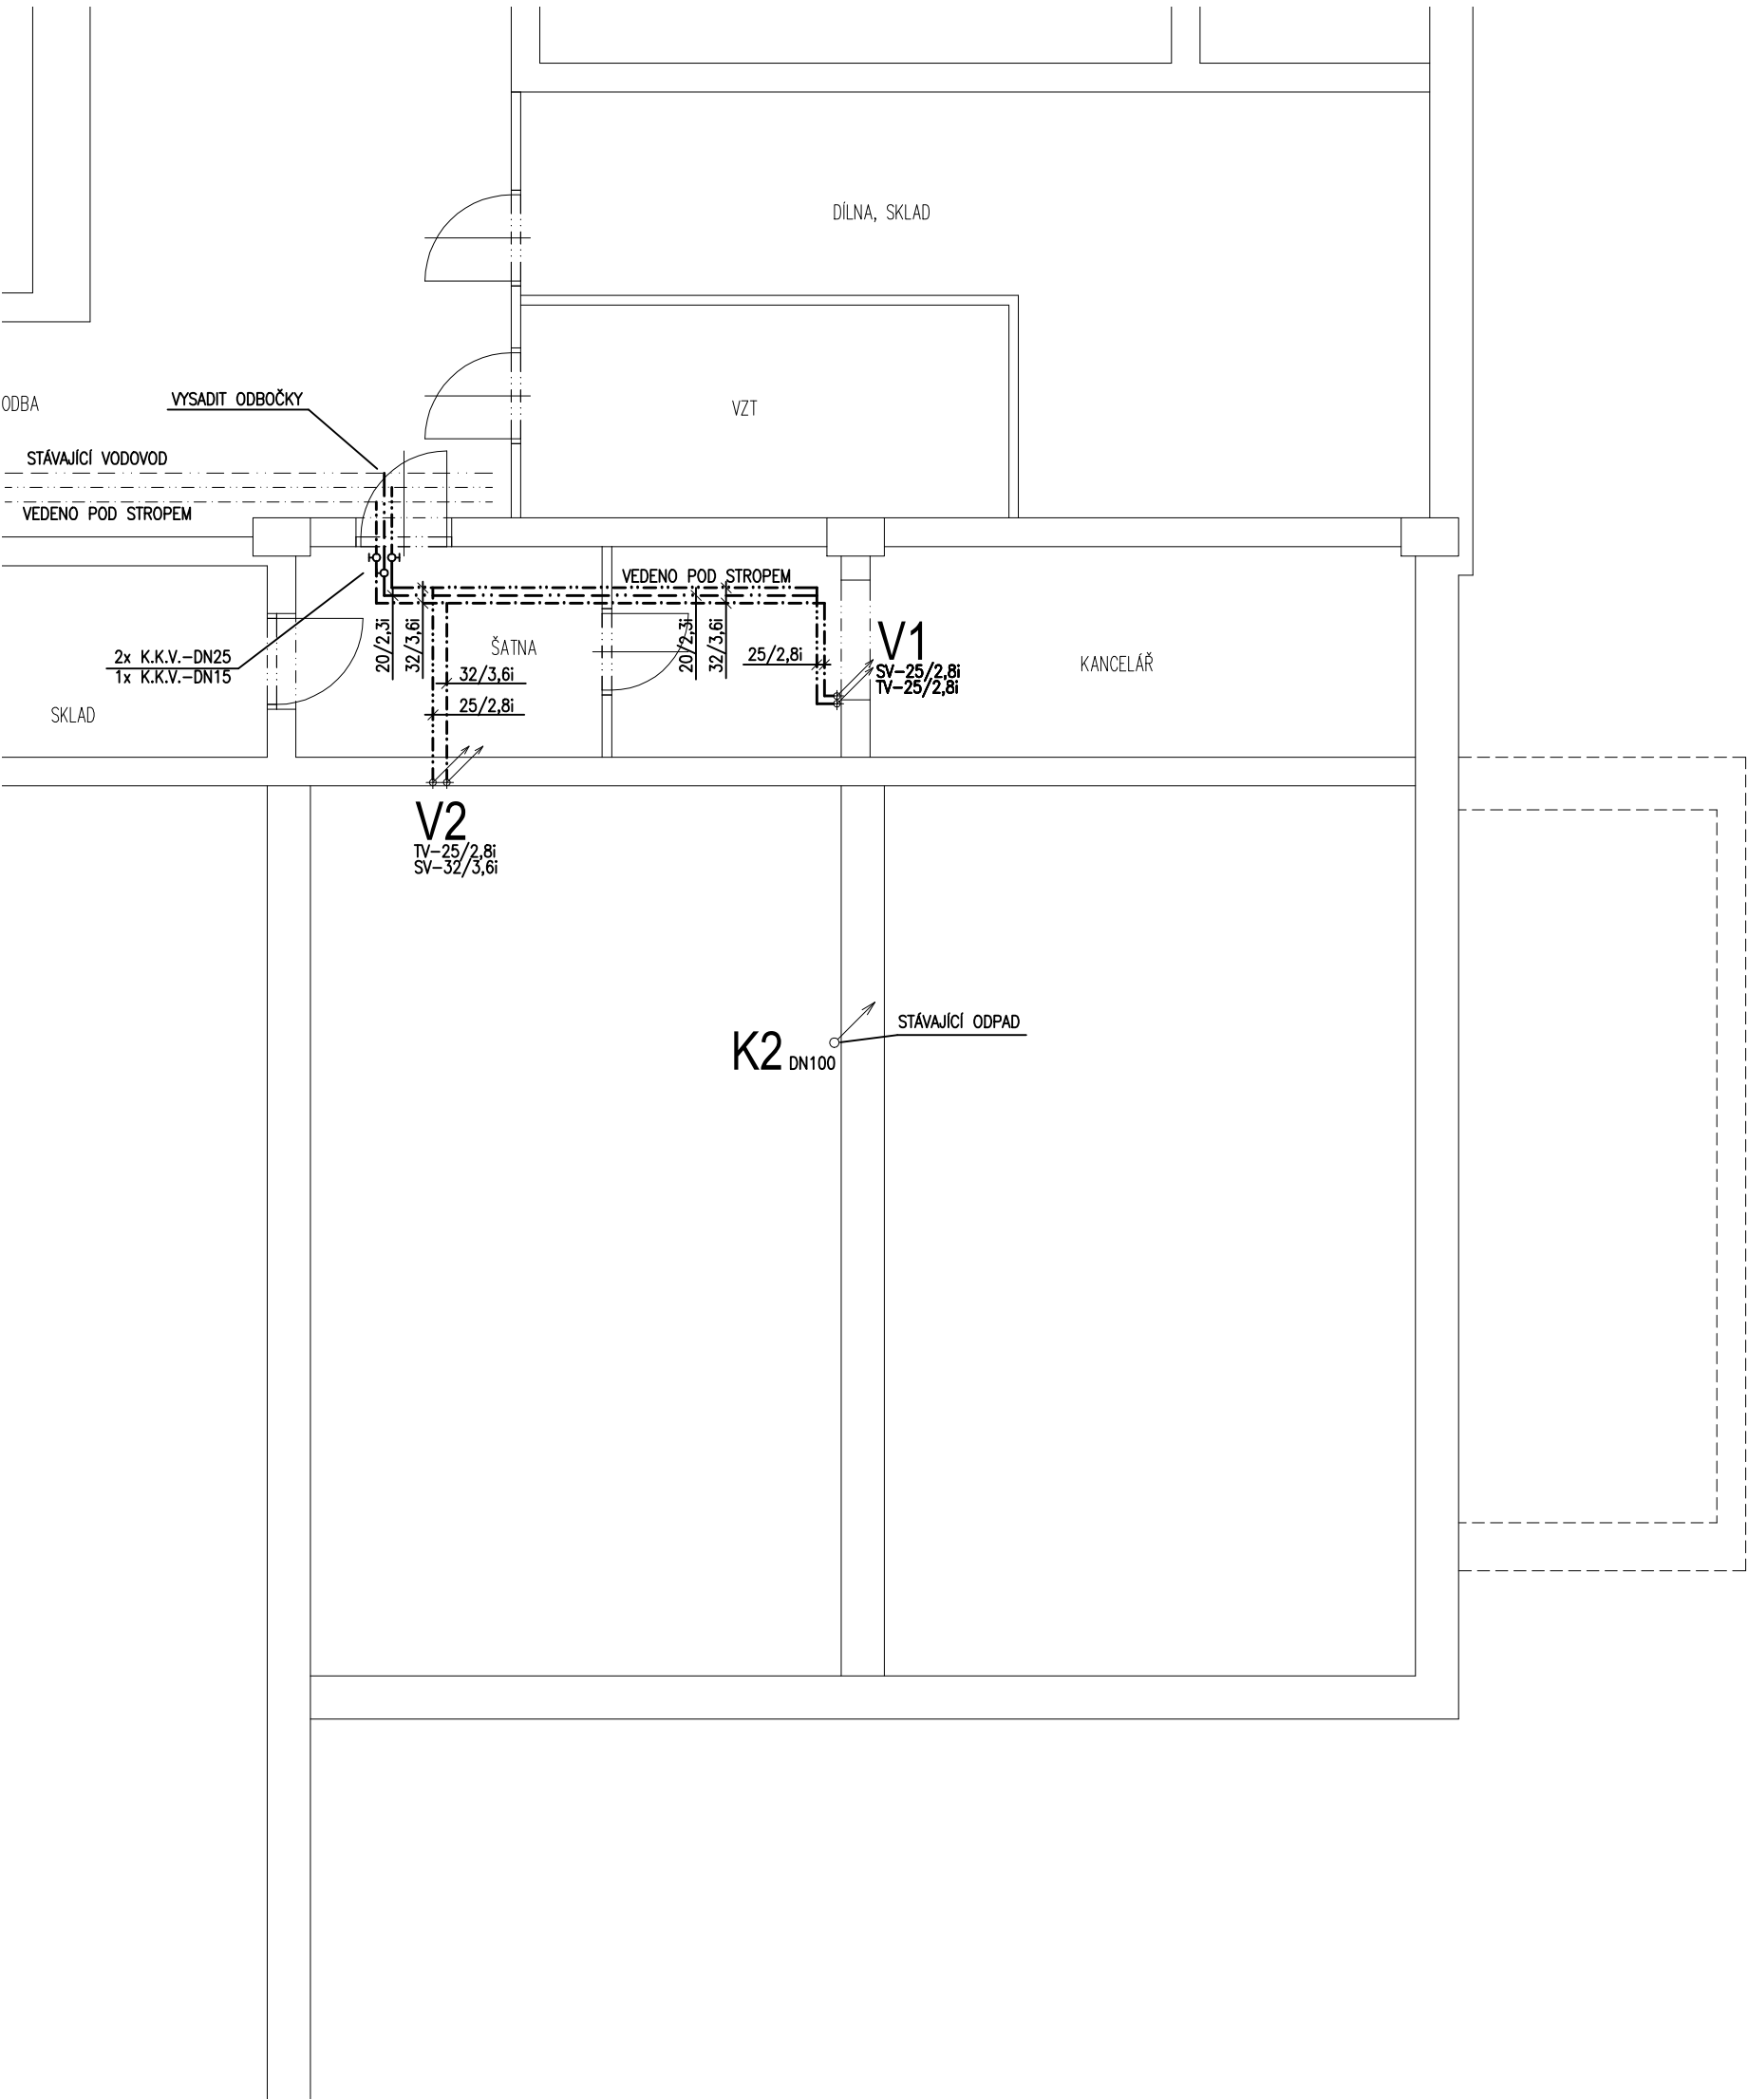 DÍLNA, SKLAD
VZT
ODBA
VYSADIT ODBOČKY
STÁVAJÍCÍ VODOVOD
VEDENO POD STROPEM
VEDENO POD STROPEM
20/2,3i
32/3,6i
ŠATNA
20/2,3i
32/3,6i
25/2,8i
V1
SV-25/2,8i
TV-25/2,8i
KANCELÁŘ
2x K.K.V.-DN25
1x K.K.V.-DN15
32/3,6i
25/2,8i
SKLAD
V2
TV-25/2,8i
SV-32/3,6i
STÁVAJÍCÍ ODPAD
K2 DN100